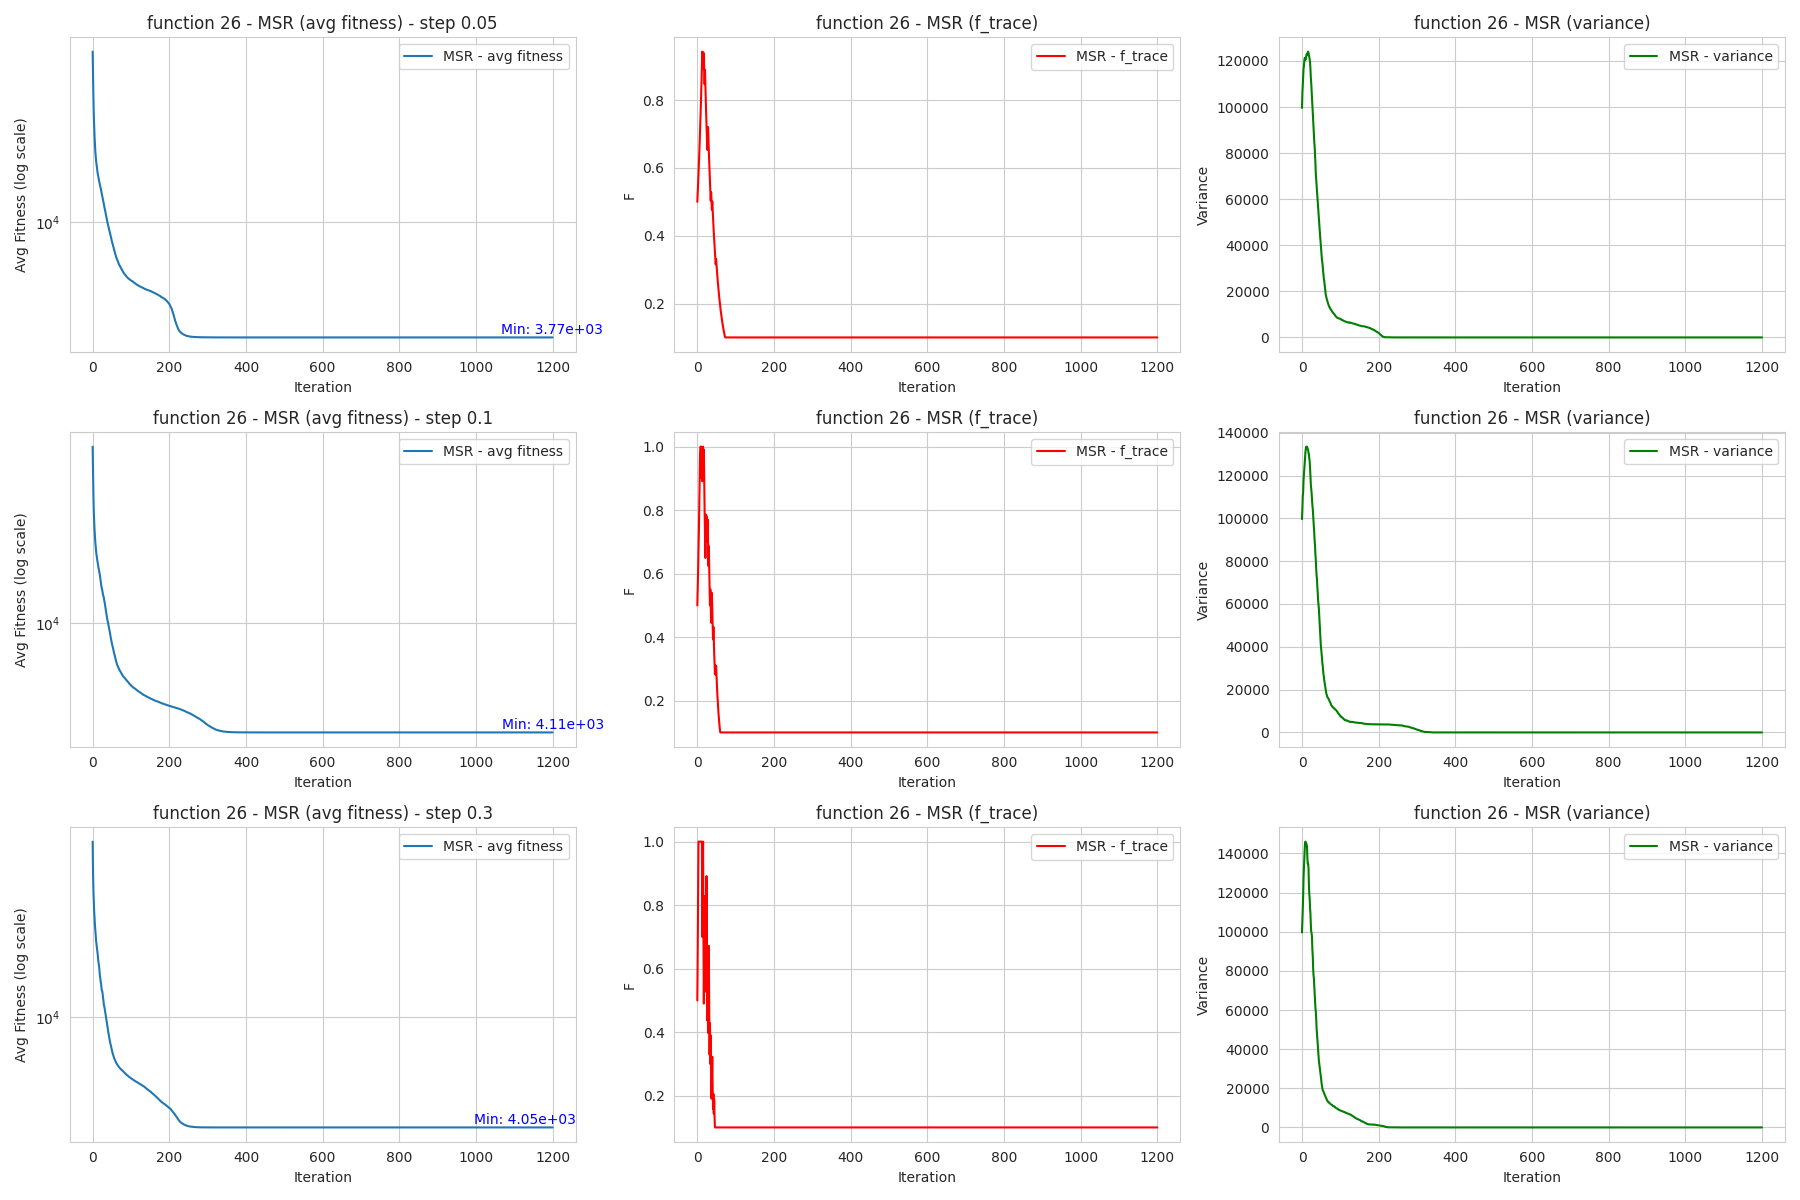 function 26 - MSR (avg fitness) - step 0.05
MSR - avg fitness
Avg Fitness (log scale)
10⁴
Min: 3.77e+03
0 200 400 600 800 1000 1200
Iteration
function 26 - MSR (f_trace)
MSR - f_trace
F
0.8
0.6
0.4
0.2
0 200 400 600 800 1000 1200
Iteration
function 26 - MSR (variance)
MSR - variance
Variance
120000
100000
80000
60000
40000
20000
0
0 200 400 600 800 1000 1200
Iteration
function 26 - MSR (avg fitness) - step 0.1
MSR - avg fitness
Avg Fitness (log scale)
10⁴
Min: 4.11e+03
0 200 400 600 800 1000 1200
Iteration
function 26 - MSR (f_trace)
MSR - f_trace
F
1.0
0.8
0.6
0.4
0.2
0 200 400 600 800 1000 1200
Iteration
function 26 - MSR (variance)
MSR - variance
Variance
140000
120000
100000
80000
60000
40000
20000
0
0 200 400 600 800 1000 1200
Iteration
function 26 - MSR (avg fitness) - step 0.3
MSR - avg fitness
Avg Fitness (log scale)
10⁴
Min: 4.05e+03
0 200 400 600 800 1000 1200
Iteration
function 26 - MSR (f_trace)
MSR - f_trace
F
1.0
0.8
0.6
0.4
0.2
0 200 400 600 800 1000 1200
Iteration
function 26 - MSR (variance)
MSR - variance
Variance
140000
120000
100000
80000
60000
40000
20000
0
0 200 400 600 800 1000 1200
Iteration